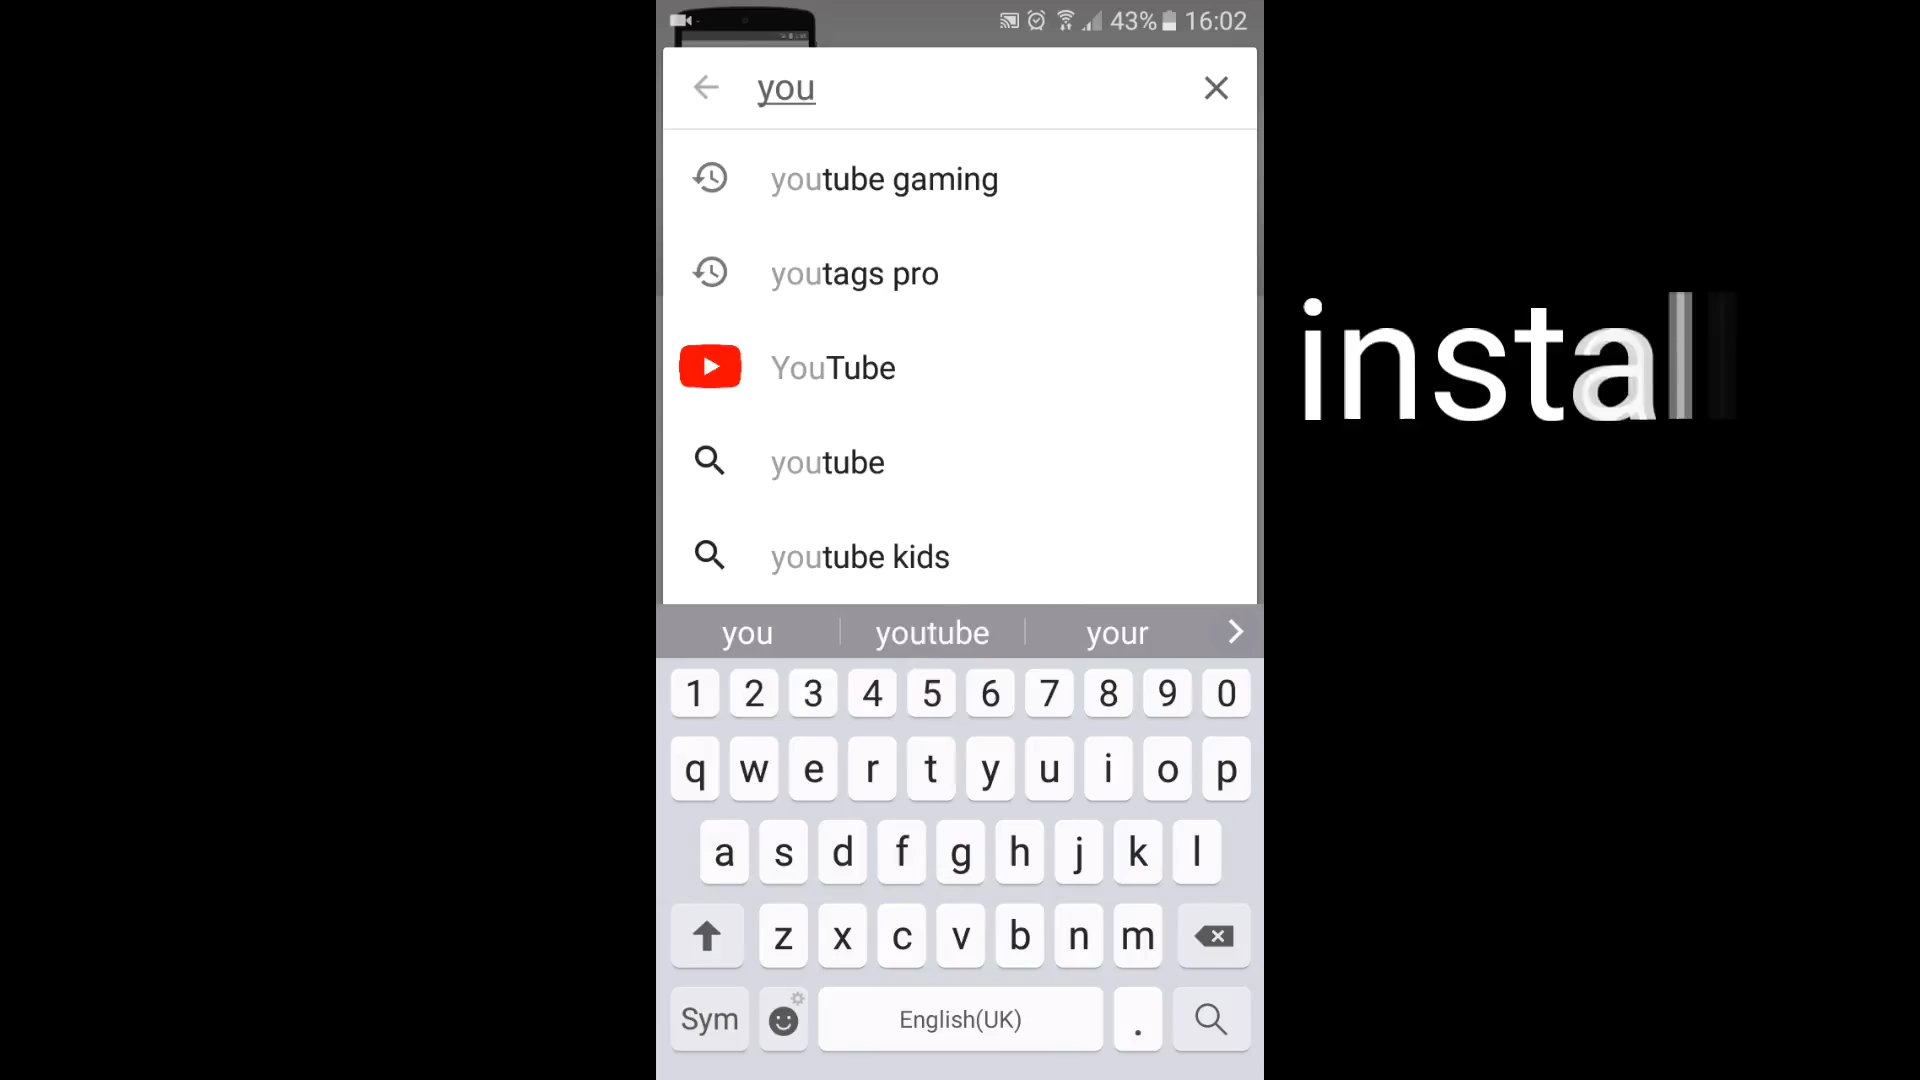 43% 16:02
you
youtube gaming
youtags pro
YouTube
youtube
youtube kids
you youtube your
1 2 3 4 5 6 7 8 9 0
q w e r t y u i o p
a s d f g h j k l
z x c v b n m
Sym English(UK) .
instal